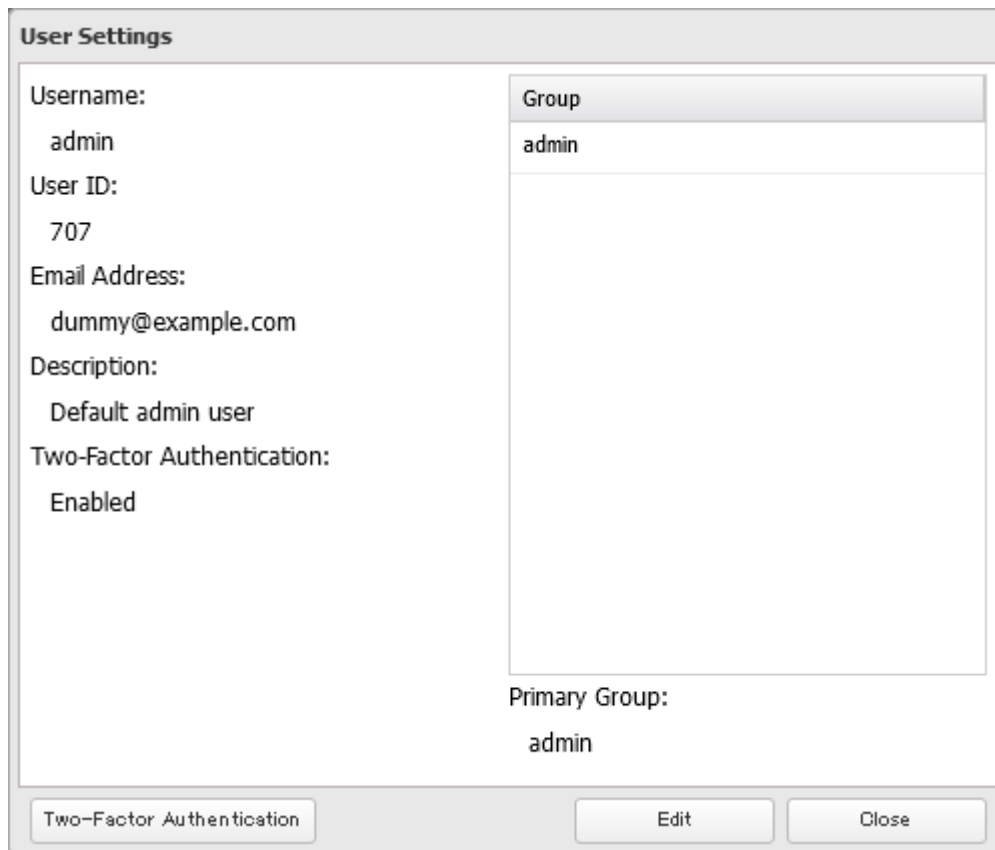 User Settings
Username:
admin
User ID:
707
Email Address:
dummy@example.com
Description:
Default admin user
Two-Factor Authentication:
Enabled
Group
admin
Primary Group:
admin
Two-Factor Authentication
Edit
Close